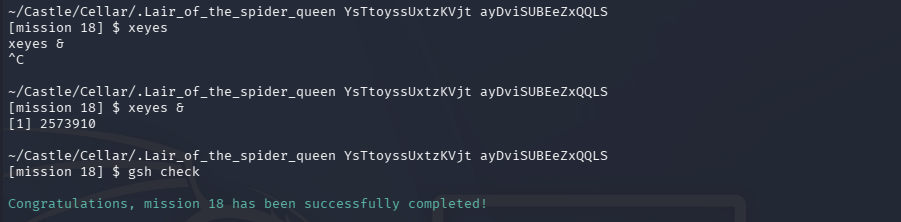 ~/Castle/Cellar/.Lair_of_the_spider_queen YsTtoyssUxtzKVjt ayDviSUBEeZxQQLS
[mission 18] $ xeyes
xeyes &
^C
~/Castle/Cellar/.Lair_of_the_spider_queen YsTtoyssUxtzKVjt ayDviSUBEeZxQQLS
[mission 18] $ xeyes &
[1] 2573910
~/Castle/Cellar/.Lair_of_the_spider_queen YsTtoyssUxtzKVjt ayDviSUBEeZxQQLS
[mission 18] $ gsh check
Congratulations, mission 18 has been successfully completed!